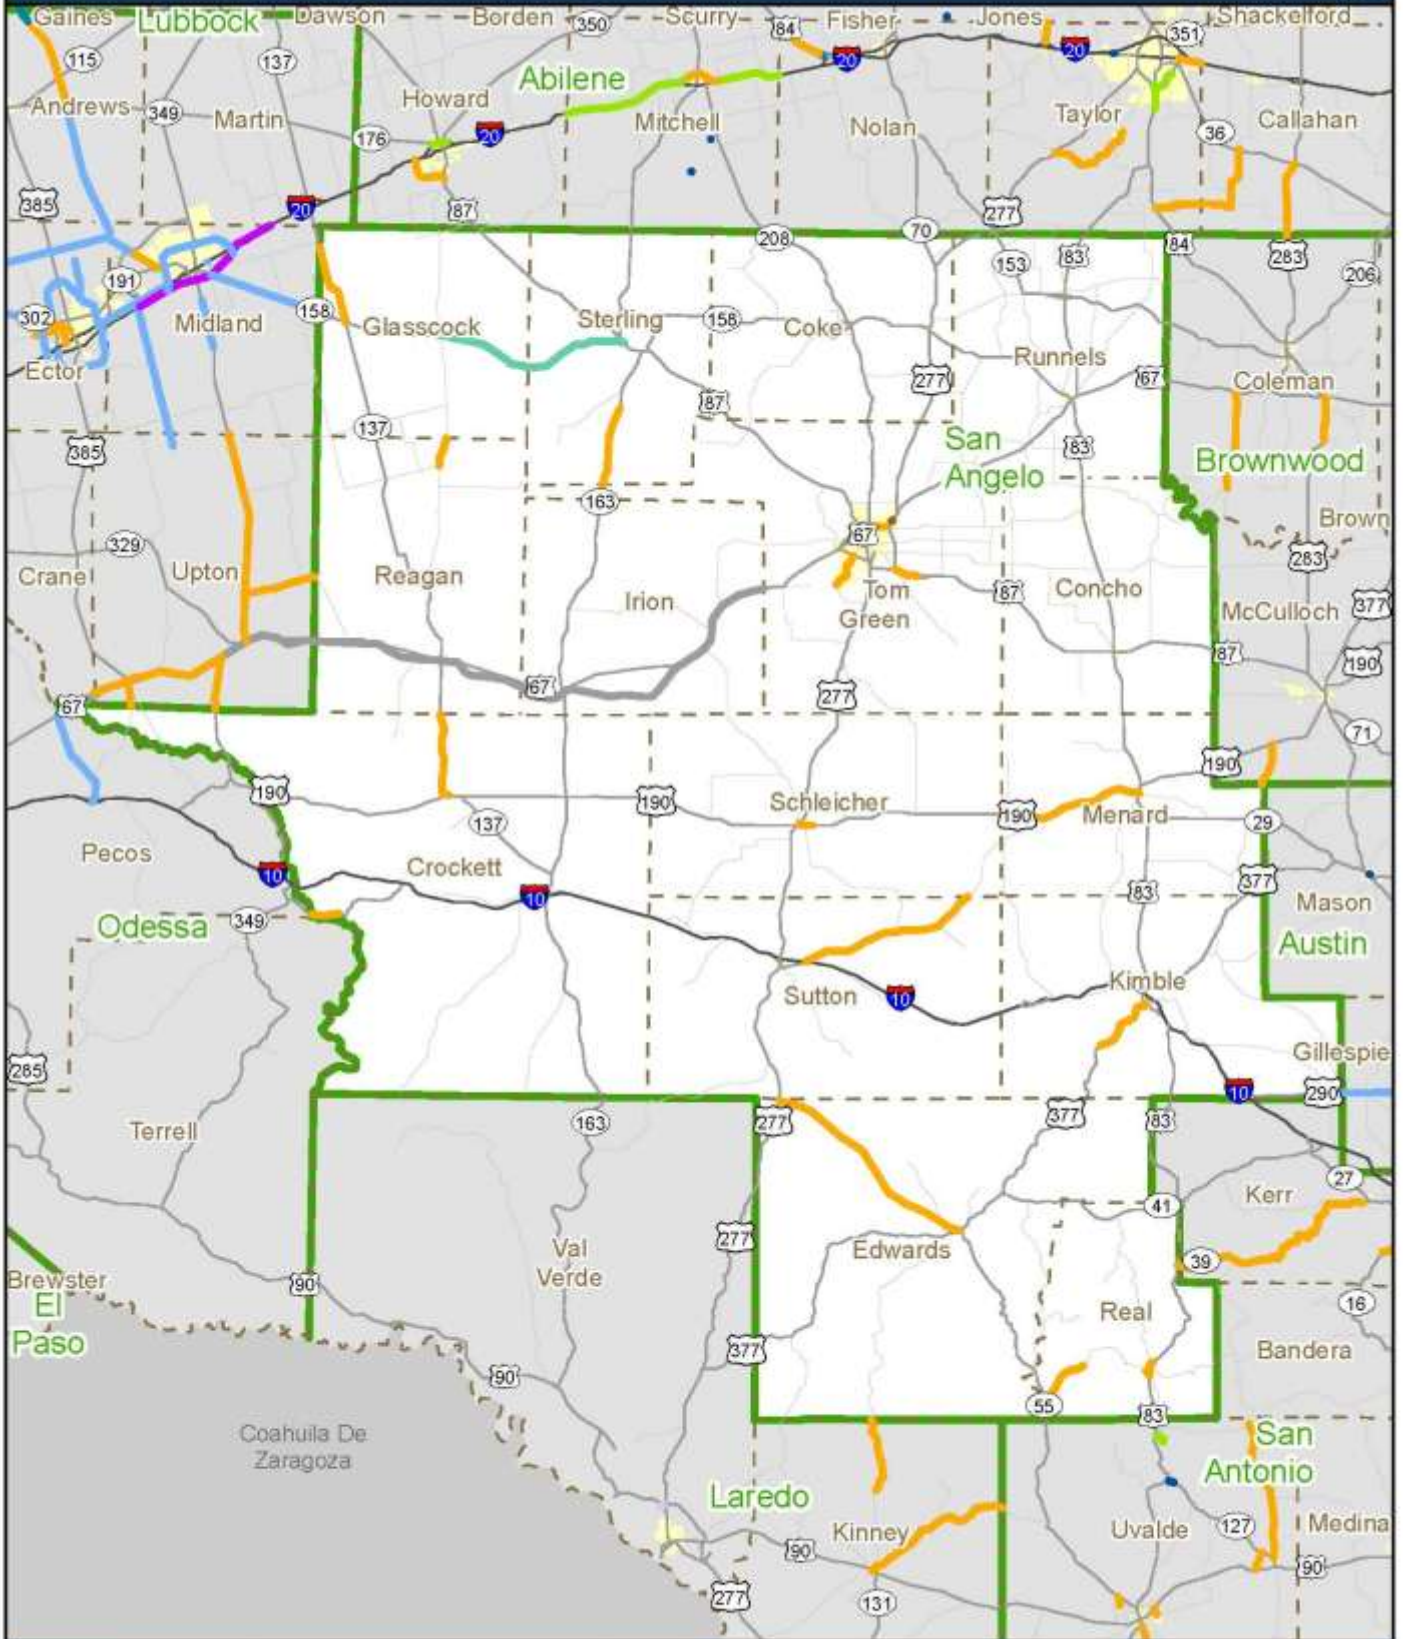 Gaines
Lubbock
Dawson
Borden
350
Scurry
84
Fisher
Jones
351
Shackelford
115
137
Abilene
20
20
Andrews
349
Martin
Howard
176
20
Mitchell
Nolan
Taylor
36
Callahan
385
20
87
277
208
70
153
83
84
283
206
191
302
Midland
158
Glasscock
Sterling
158
Coke
Runnels
Ector
277
67
Coleman
87
137
385
San
Angelo
83
Brownwood
163
67
Brown
329
283
Crane
Upton
Reagan
Irion
Tom
Green
87
Concho
McCulloch
377
87
190
67
67
277
71
190
190
190
Schleicher
190
Menard
29
137
Pecos
Crockett
10
10
377
83
Mason
349
Odessa
Austin
Sutton
10
Kimble
285
Gillespie
10
290
Terrell
163
277
377
83
27
Kerr
41
277
Val
Verde
Edwards
39
Brewster
El
Paso
90
16
Real
377
Bandera
90
55
83
Coahuila De
Zaragoza
San
Antonio
Laredo
Kinney
90
Uvalde
127
Medina
90
277
131